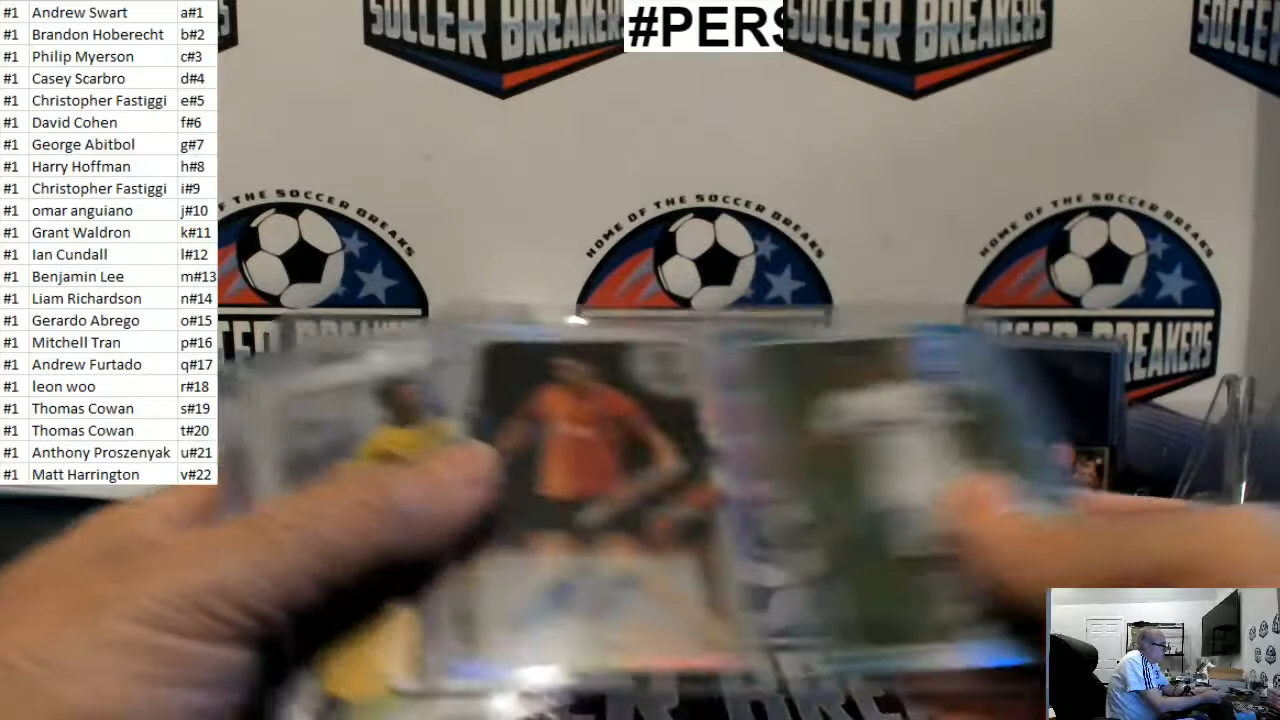 #1 Andrew Swart a#1
#1 Brandon Hoberecht b#2
#1 Philip Myerson c#3
#1 Casey Scarbro d#4
#1 Christopher Fastiggi e#5
#1 David Cohen f#6
#1 George Abitbol g#7
#1 Harry Hoffman h#8
#1 Christopher Fastiggi i#9
#1 omar anguiano j#10
#1 Grant Waldron k#11
#1 Ian Cundall l#12
#1 Benjamin Lee m#13
#1 Liam Richardson n#14
#1 Gerardo Abrego o#15
#1 Mitchell Tran p#16
#1 Andrew Furtado q#17
#1 leon woo r#18
#1 Thomas Cowan s#19
#1 Thomas Cowan t#20
#1 Anthony Proszenyak u#21
#1 Matt Harrington v#22
#PERS
SOCCER BREAKERS
SOCCER BREAKERS
SOCCER
OF THE SOCCER BREAKS
HOME OF THE SOCCER BREAKS
HOME OF THE SOCCER BREAKS
BREAKERS